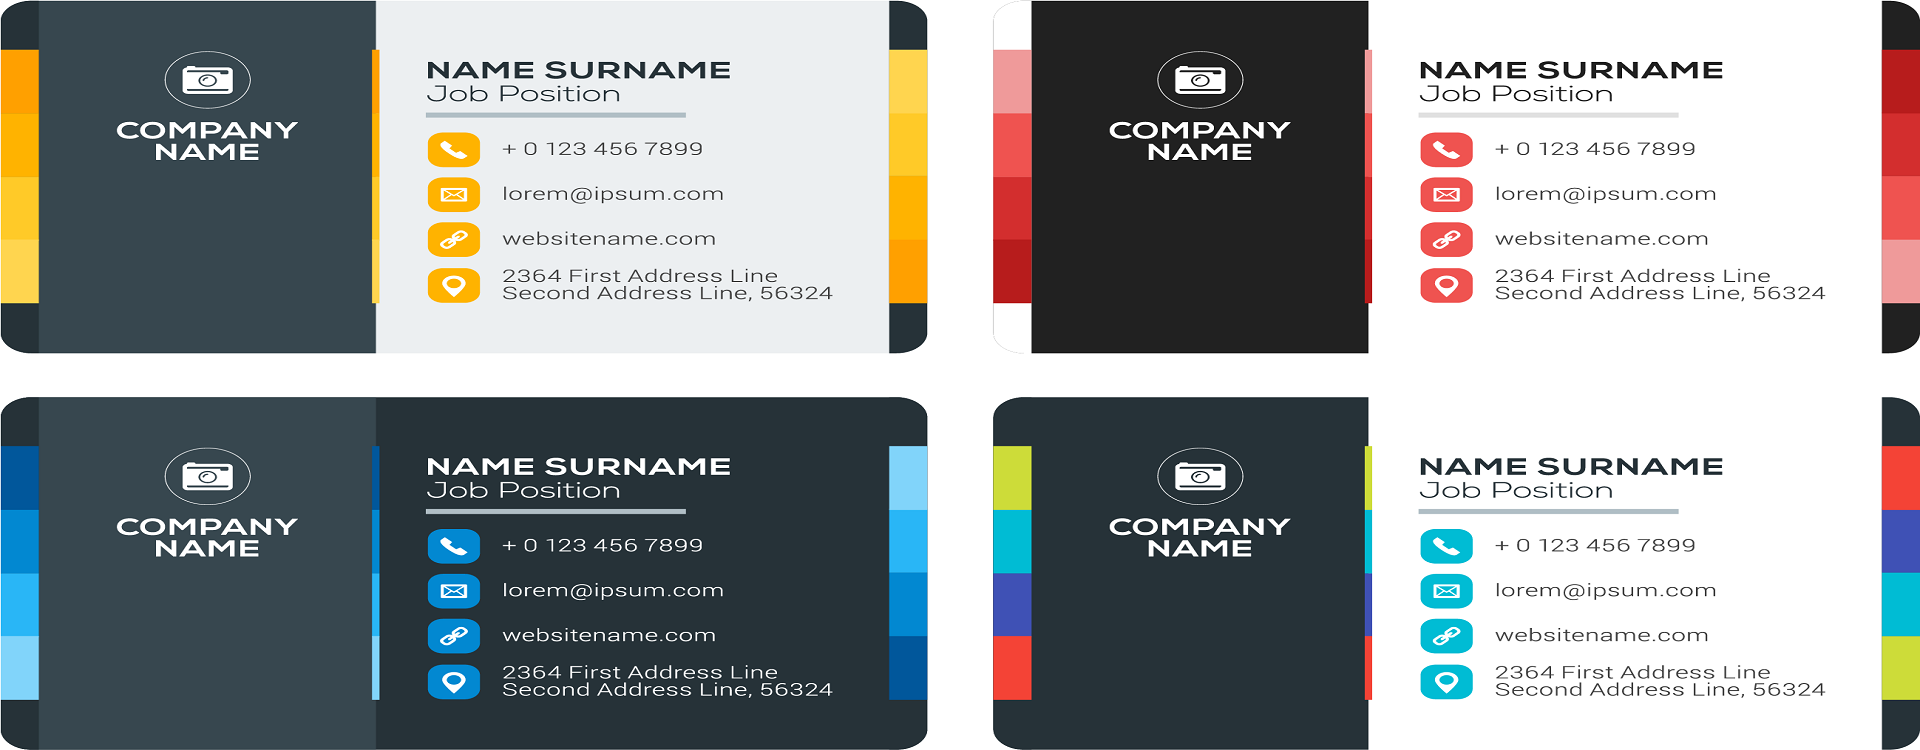 COMPANY
NAME
NAME SURNAME
Job Position
+ 0 123 456 7899
lorem@ipsum.com
websitename.com
2364 First Address Line
Second Address Line, 56324
COMPANY
NAME
NAME SURNAME
Job Position
+ 0 123 456 7899
lorem@ipsum.com
websitename.com
2364 First Address Line
Second Address Line, 56324
COMPANY
NAME
NAME SURNAME
Job Position
+ 0 123 456 7899
lorem@ipsum.com
websitename.com
2364 First Address Line
Second Address Line, 56324
COMPANY
NAME
NAME SURNAME
Job Position
+ 0 123 456 7899
lorem@ipsum.com
websitename.com
2364 First Address Line
Second Address Line, 56324